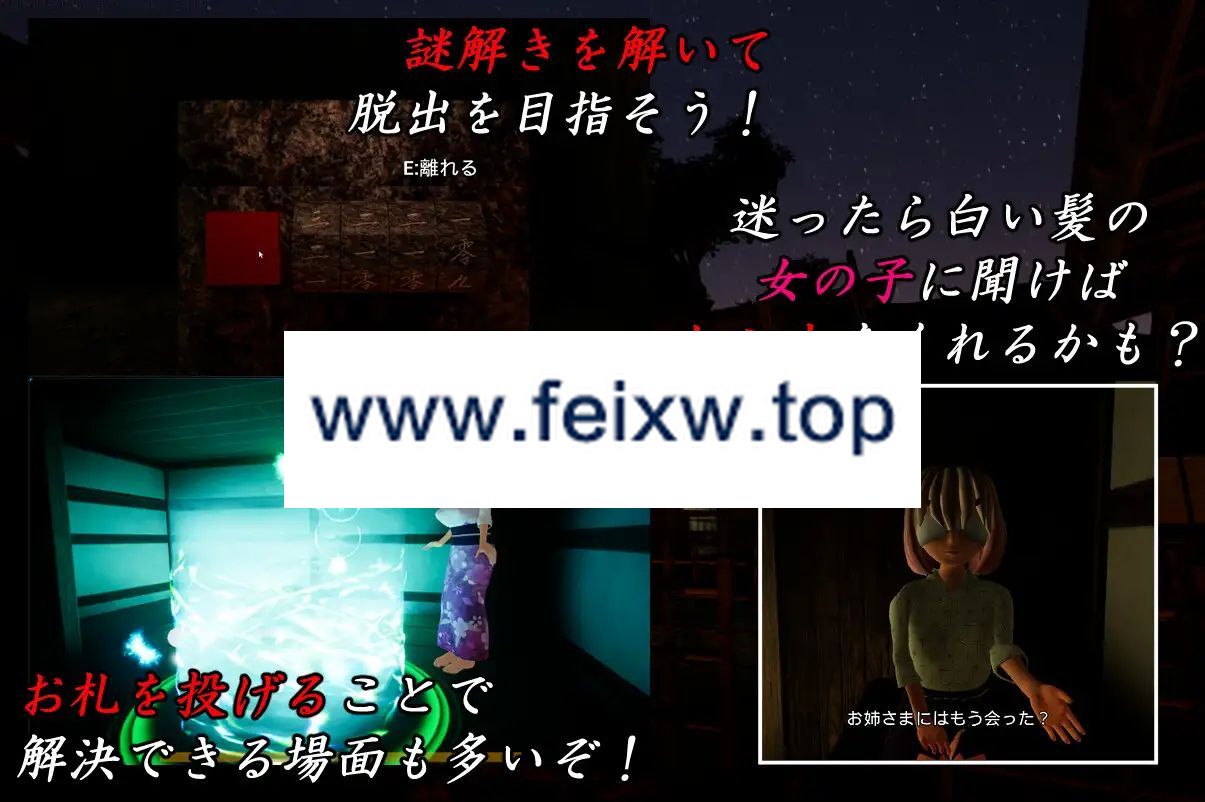 謎解きを解いて
脱出を目指そう！
E:離れる
三 二 二 一
二 一 一 零
一 零 零 九
迷ったら白い髪の
女の子に聞けば
くれるかも？
www.feixw.top
お札を投げることで
解決できる場面も多いぞ！
お姉さまにはもう会った？